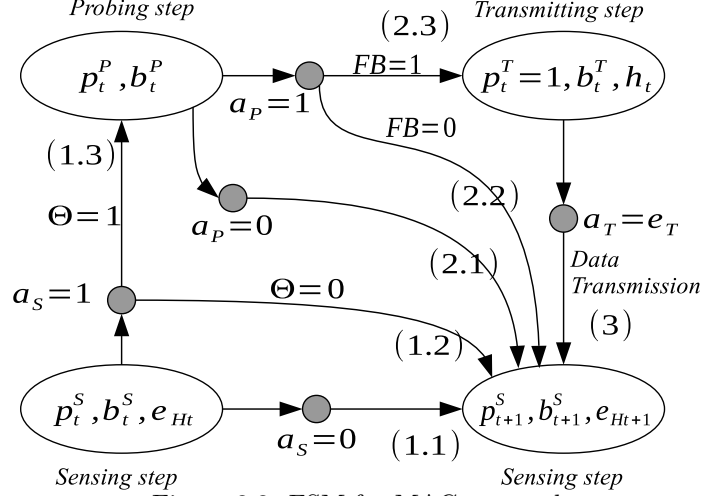 Probing step
Transmitting step
(2.3)
p_t^P, b_t^P
FB=1
p_t^T=1, b_t^T, h_t
a_P=1
FB=0
(1.3)
Θ=1
(2.2)
a_P=0
a_T=e_T
(2.1)
Data
Transmission
a_S=1
Θ=0
(3)
(1.2)
p_t^S, b_t^S, e_Ht
p_{t+1}^S, b_{t+1}^S, e_{Ht+1}
a_S=0
(1.1)
Sensing step
Sensing step